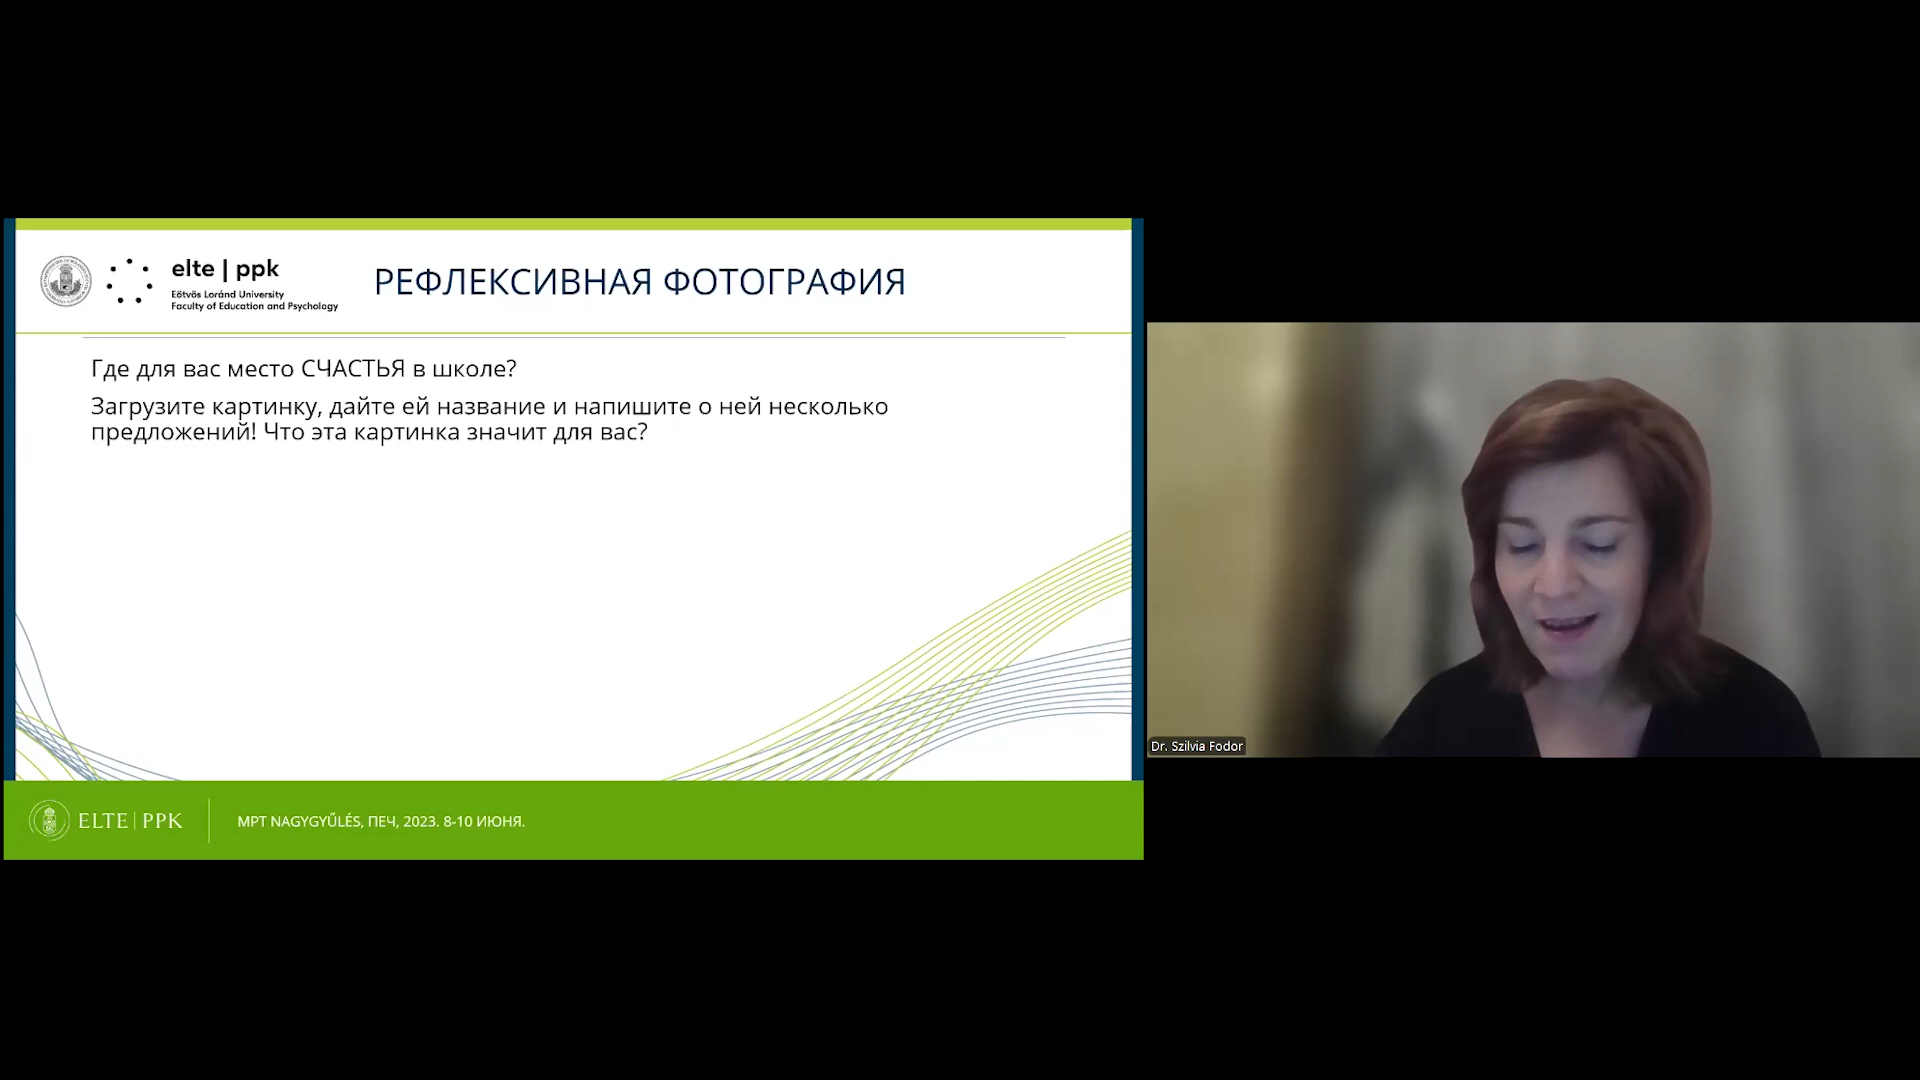 elte | ppk
Eötvös Loránd University
Faculty of Education and Psychology
РЕФЛЕКСИВНАЯ ФОТОГРАФИЯ
Где для вас место СЧАСТЬЯ в школе?
Загрузите картинку, дайте ей название и напишите о ней несколько
предложений! Что эта картинка значит для вас?
ELTE | PPK
MPT NAGYGYŰLÉS, ПЕЧ, 2023. 8-10 ИЮНЯ.
Dr. Szilvia Fodor